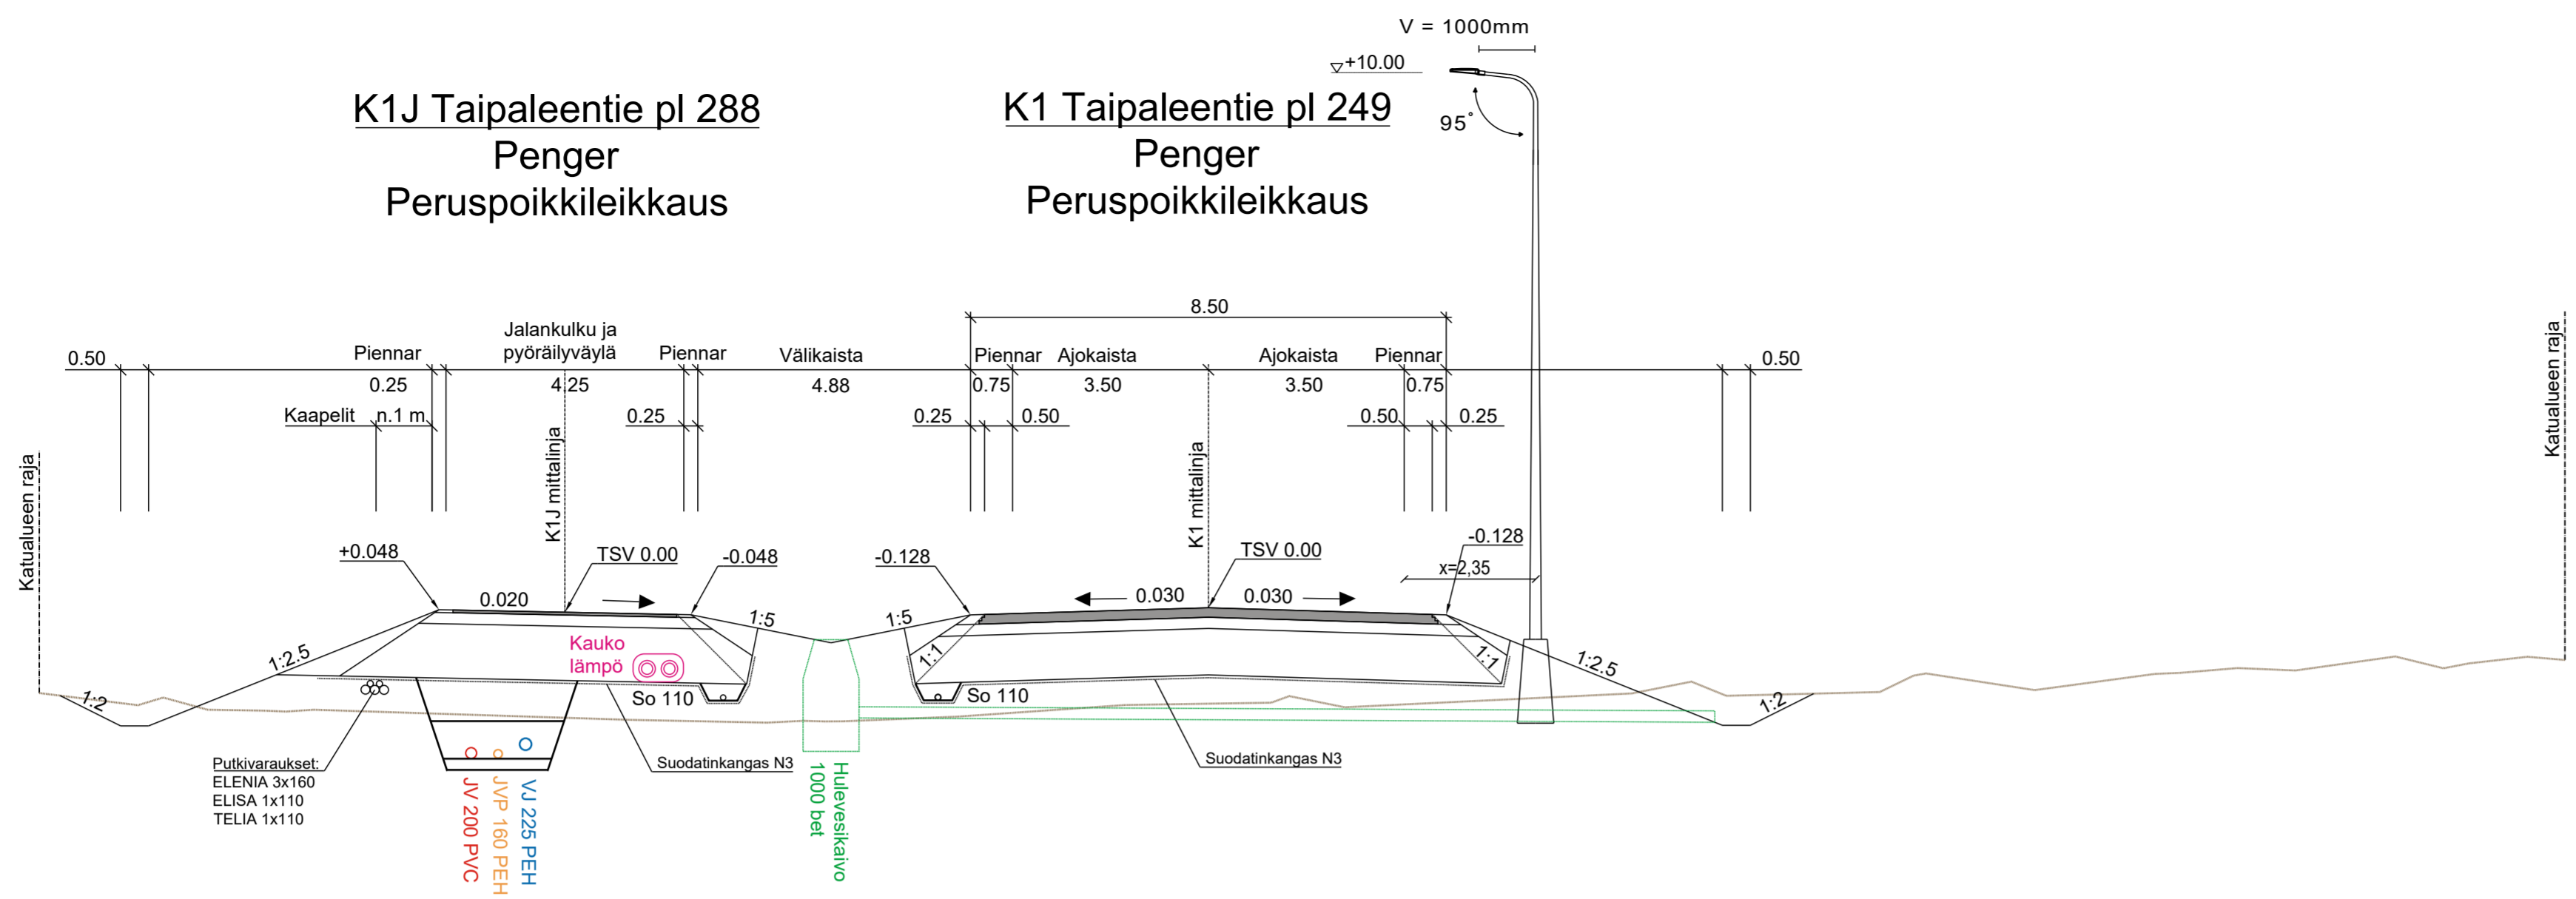 V = 1000mm
+10.00
95°
K1J Taipaleentie pl 288
Penger
Peruspoikkileikkaus
K1 Taipaleentie pl 249
Penger
Peruspoikkileikkaus
8.50
0.50
Piennar
Jalankulku ja
pyöräilyväylä
Piennar
Välikaista
Piennar
Ajokaista
Ajokaista
Piennar
0.50
0.25
4.25
4.88
0.75
3.50
3.50
0.75
Kaapelit
n.1 m
0.25
0.25
0.50
0.50
0.25
Katualueen raja
K1J mittalinja
K1 mittalinja
Katualueen raja
+0.048
TSV 0.00
-0.048
-0.128
TSV 0.00
-0.128
x=2,35
0.020
0.030
0.030
1:5
1:5
1:2.5
1:2
Kauko
lämpö
So 110
1:1
So 110
1:1
1:2.5
1:2
Putkivaraukset:
ELENIA 3x160
ELISA 1x110
TELIA 1x110
Suodatinkangas N3
Suodatinkangas N3
JV 200 PVC
JVP 160 PEH
VJ 225 PEH
Hulevesikaivo
1000 bet